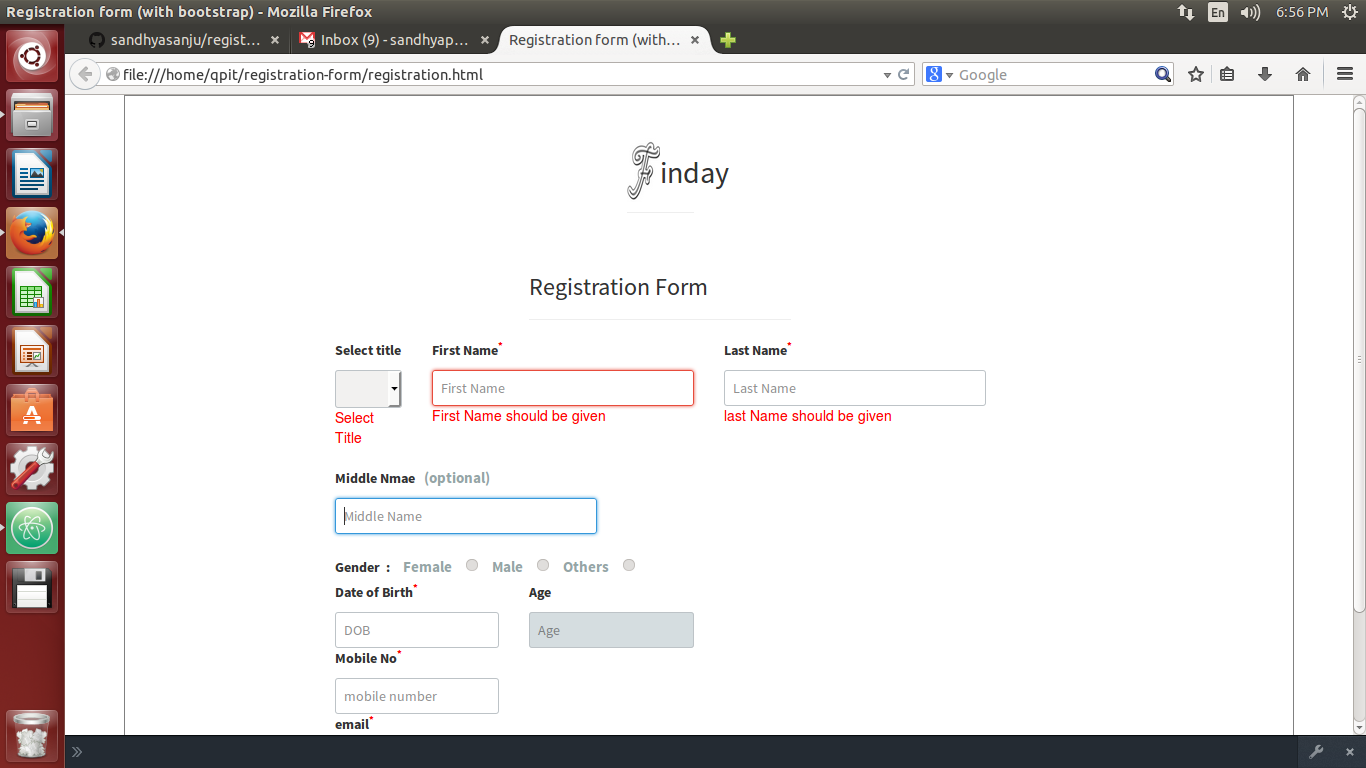 Registration form (with bootstrap) - Mozilla Firefox
En
6:56 PM
sandhyasanju/regist...
Inbox (9) - sandhyap...
Registration form (with...
file:///home/qpit/registration-form/registration.html
Google
Finday
Registration Form
Select title First Name* Last Name*
First Name Last Name
Select Title
First Name should be given last Name should be given
Middle Nmae (optional)
Middle Name
Gender : Female Male Others
Date of Birth* Age
DOB Age
Mobile No*
mobile number
email*